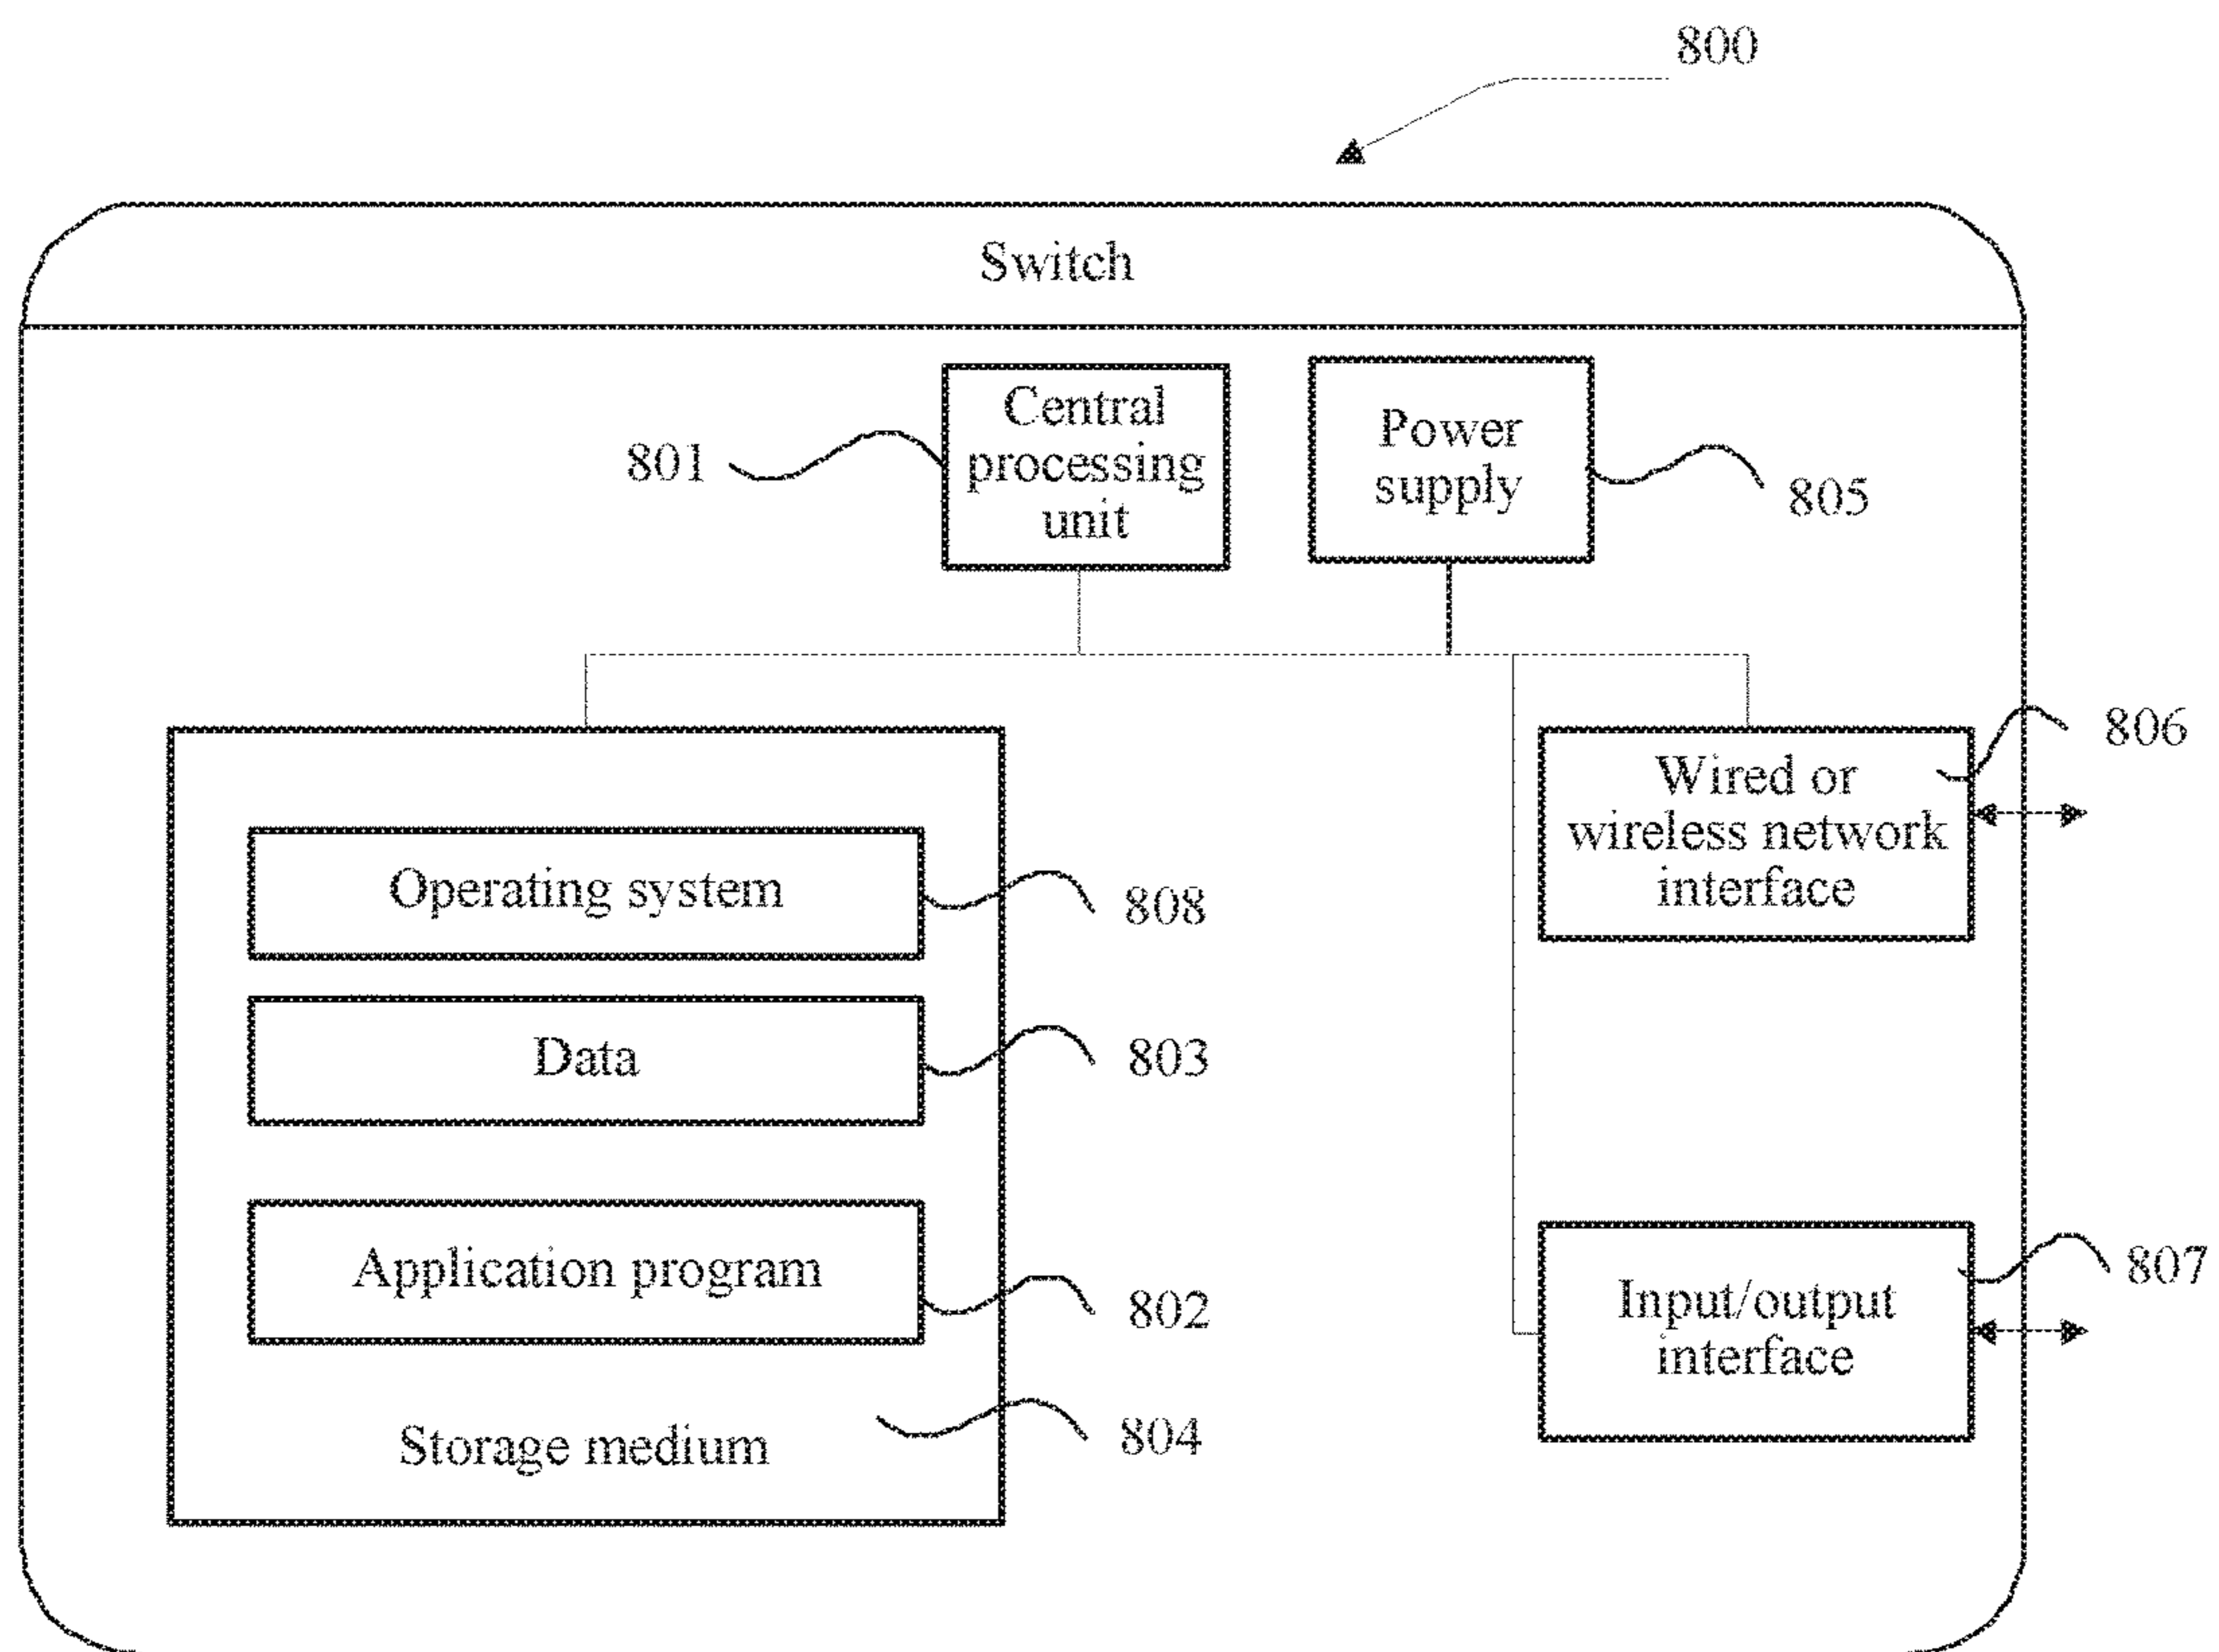 800
Switch
Central
processing
unit
801
Power
supply
805
Wired or
wireless network
interface
806
Operating system
808
Data
803
Application program
802
Storage medium
804
Input/output
interface
807